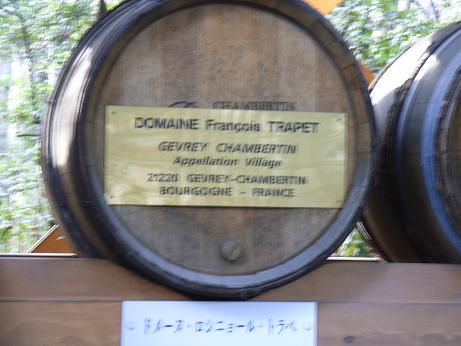 CHAMBERTIN
DOMAINE François TRAPET
GEVREY CHAMBERTIN
Appellation Village
21220 GEVREY-CHAMBERTIN
BOURGOGNE - FRANCE
ドメーヌ・ロシニョール・トラペ